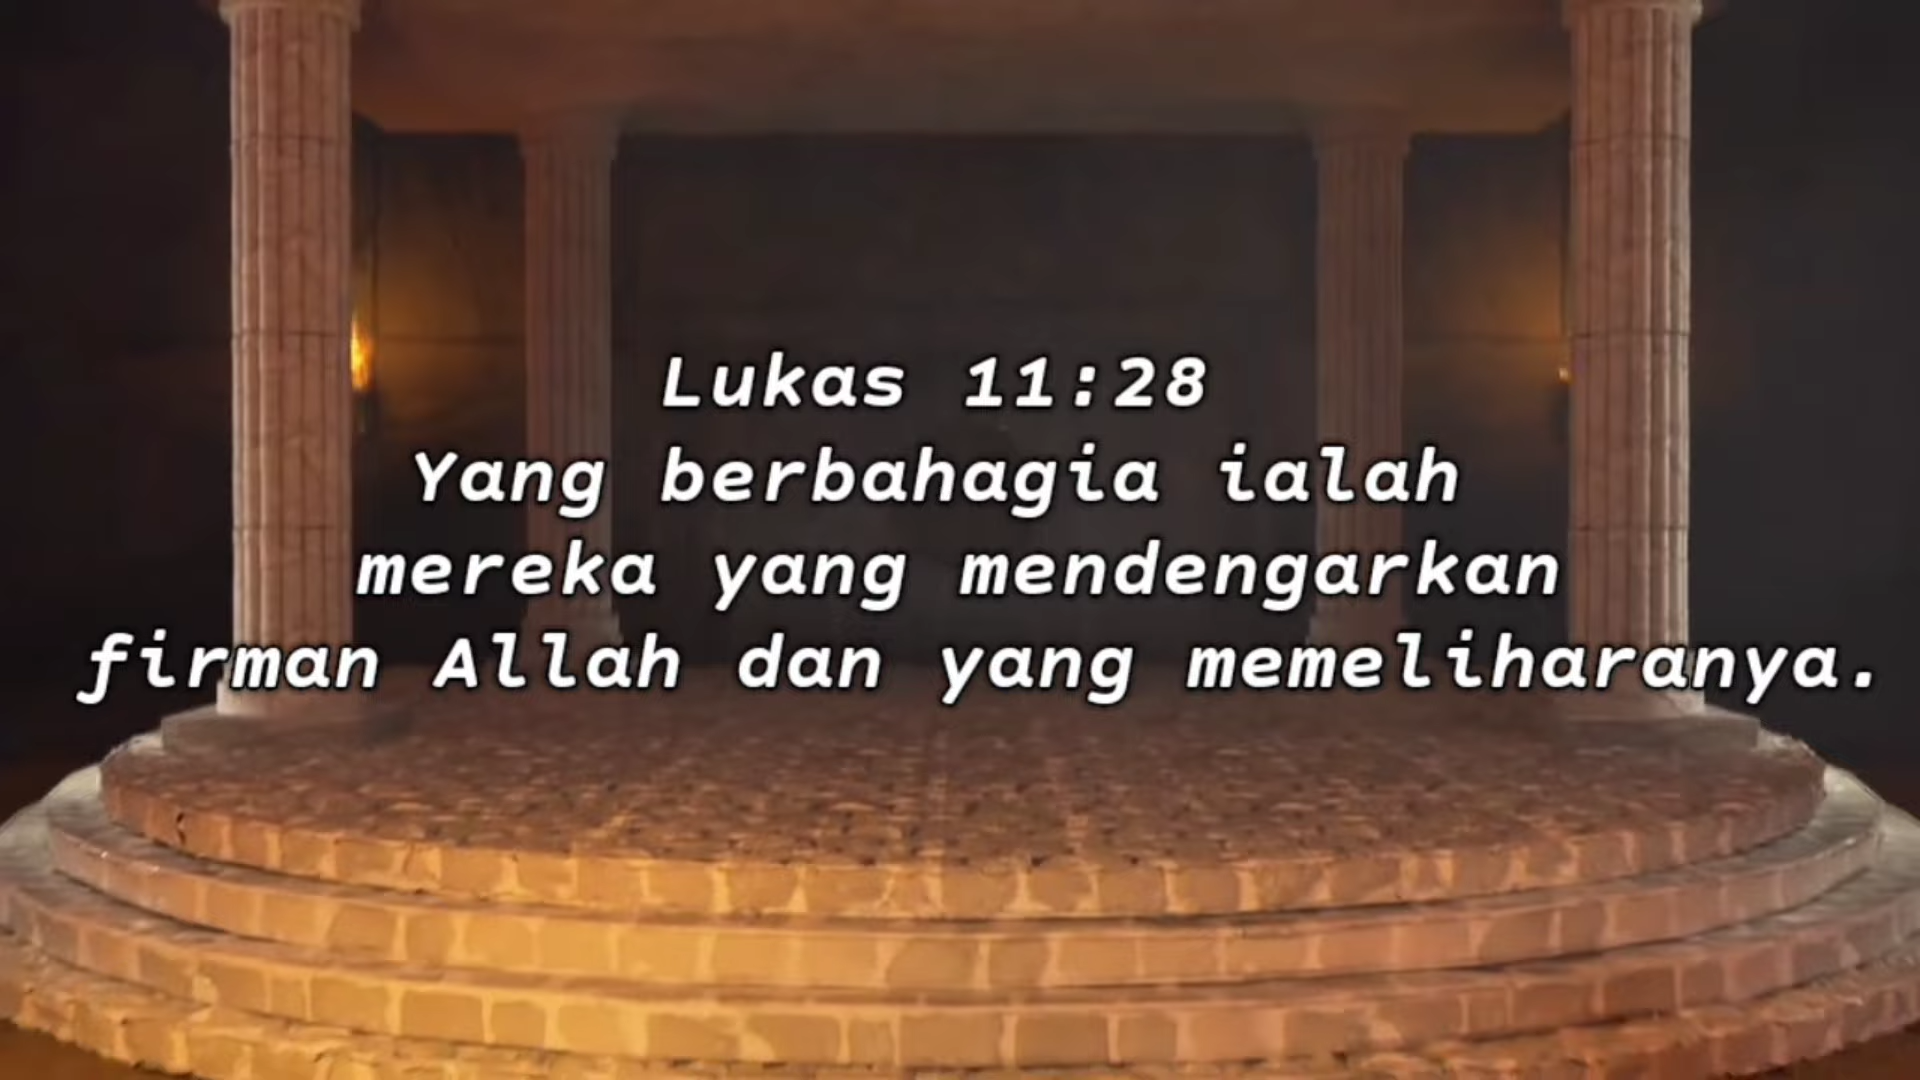 Lukas 11:28
Yang berbahagia ialah
mereka yang mendengarkan
firman Allah dan yang memeliharanya.